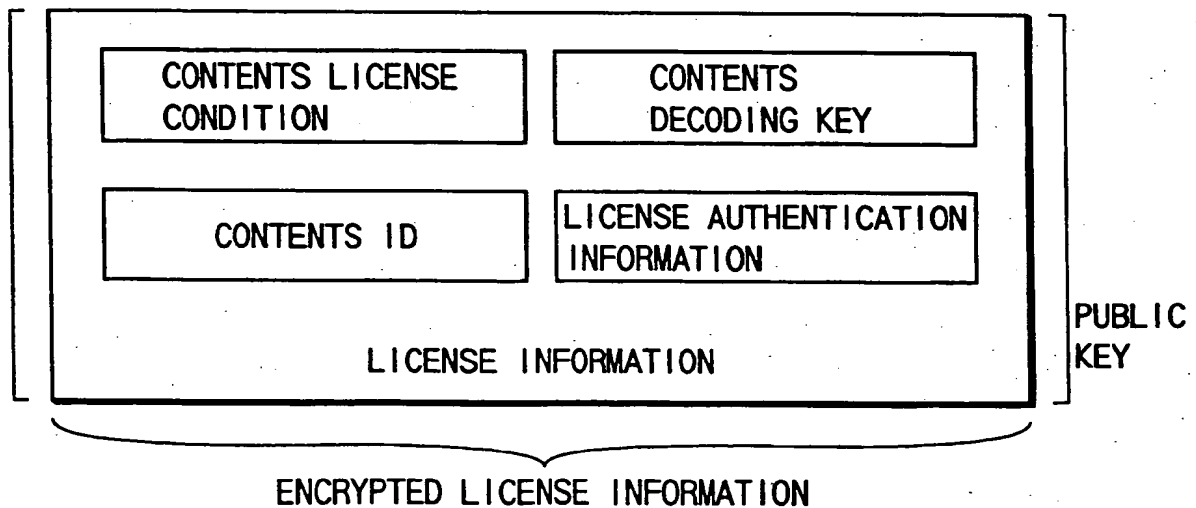 CONTENTS LICENSE
CONDITION
CONTENTS
DECODING KEY
CONTENTS ID
LICENSE AUTHENTICATION
INFORMATION
LICENSE INFORMATION
PUBLIC
KEY
ENCRYPTED LICENSE INFORMATION